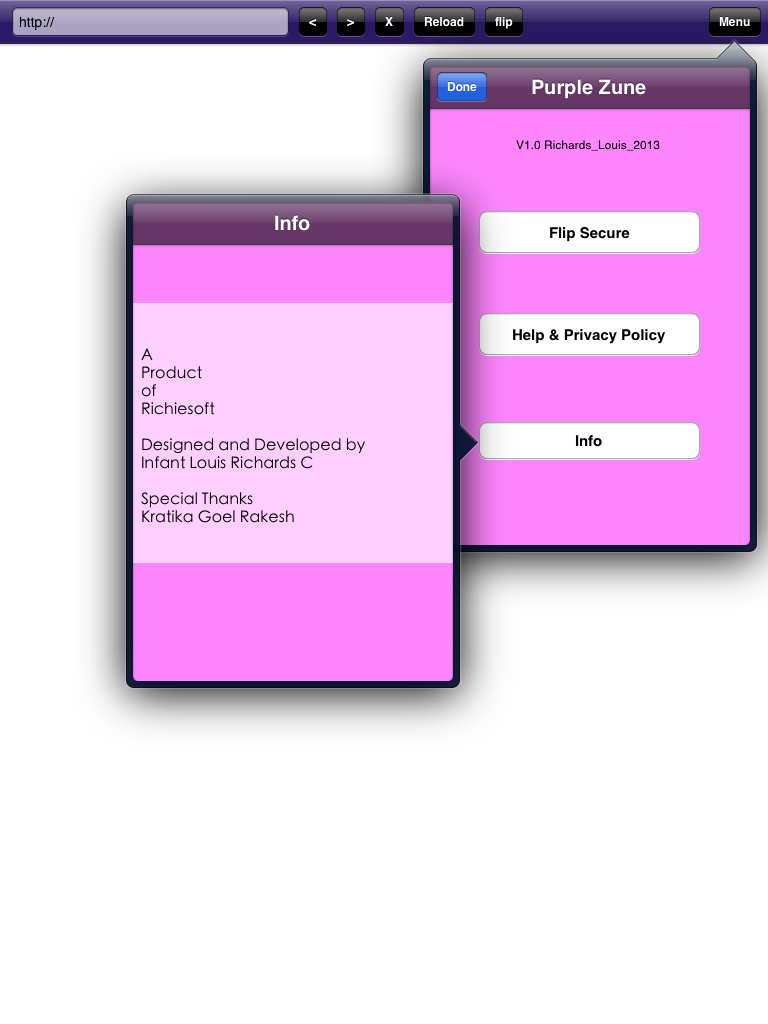 http:// < > X Reload flip Menu
Done Purple Zune
V1.0 Richards_Louis_2013
Flip Secure
Help & Privacy Policy
Info
Info
A
Product
of
Richiesoft
Designed and Developed by
Infant Louis Richards C
Special Thanks
Kratika Goel Rakesh